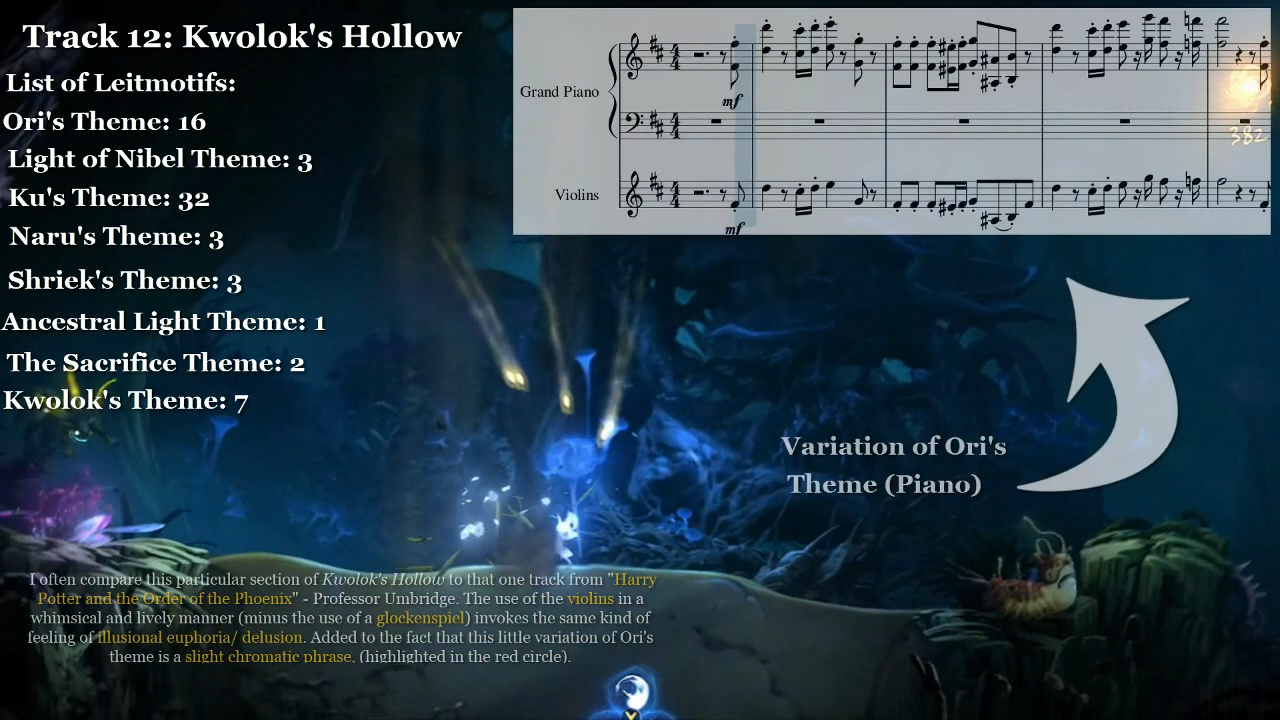 Track 12: Kwolok's Hollow
List of Leitmotifs:
Ori's Theme: 16
Light of Nibel Theme: 3
Ku's Theme: 32
Naru's Theme: 3
Shriek's Theme: 3
Ancestral Light Theme: 1
The Sacrifice Theme: 2
Kwolok's Theme: 7
Grand Piano
mf
Violins
mf
382
Variation of Ori's
Theme (Piano)
I often compare this particular section of Kwolok's Hollow to that one track from "Harry
Potter and the Order of the Phoenix" - Professor Umbridge. The use of the violins in a
whimsical and lively manner (minus the use of a glockenspiel) invokes the same kind of
feeling of illusional euphoria/ delusion. Added to the fact that this little variation of Ori's
theme is a slight chromatic phrase. (highlighted in the red circle).